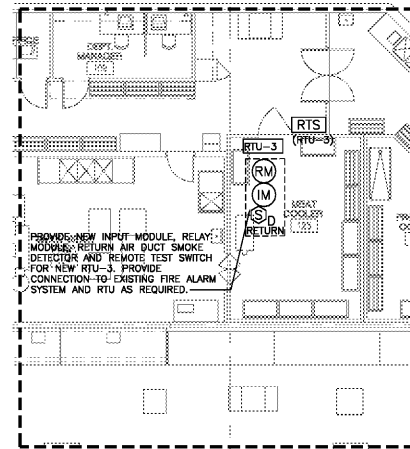 DEPT.
MANAGER
RTS
(RTU-3)
RTU-3
RM
IM
S
D
RETURN
MEAT
COOLER
PROVIDE NEW INPUT MODULE, RELAY
MODULE, RETURN AIR DUCT SMOKE
DETECTOR AND REMOTE TEST SWITCH
FOR NEW RTU-3. PROVIDE
CONNECTION TO EXISTING FIRE ALARM
SYSTEM AND RTU AS REQUIRED.